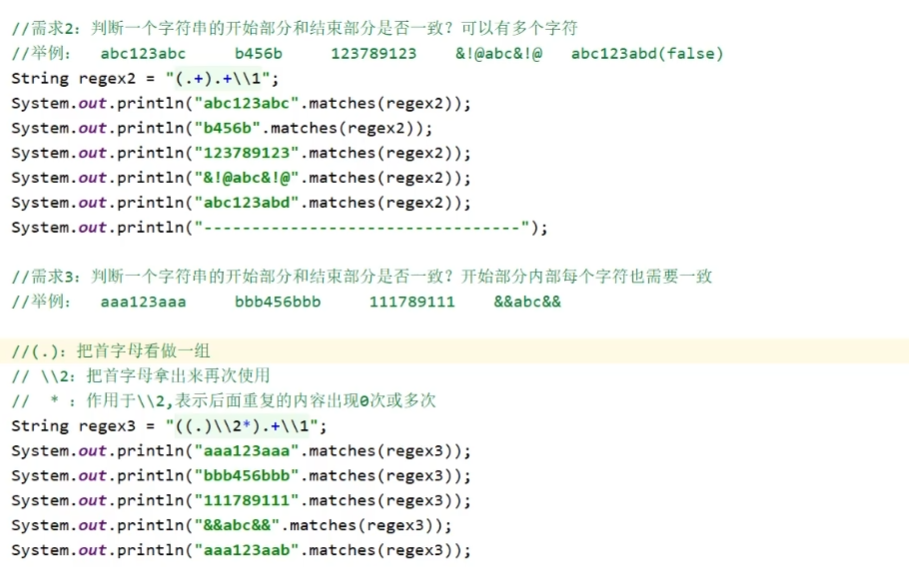 //需求2：判断一个字符串的开始部分和结束部分是否一致？可以有多个字符
//举例： abc123abc b456b 123789123 &!@abc&!@ abc123abd(false)
String regex2 = "(.+).+\\1";
System.out.println("abc123abc".matches(regex2));
System.out.println("b456b".matches(regex2));
System.out.println("123789123".matches(regex2));
System.out.println("&!@abc&!@".matches(regex2));
System.out.println("abc123abd".matches(regex2));
System.out.println("---------------------------------");
//需求3：判断一个字符串的开始部分和结束部分是否一致？开始部分内部每个字符也需要一致
//举例： aaa123aaa bbb456bbb 111789111 &&abc&&
//(.)：把首字母看做一组
// \\2：把首字母拿出来再次使用
// * ：作用于\\2,表示后面重复的内容出现0次或多次
String regex3 = "((.)\\2*).+\\1";
System.out.println("aaa123aaa".matches(regex3));
System.out.println("bbb456bbb".matches(regex3));
System.out.println("111789111".matches(regex3));
System.out.println("&&abc&&".matches(regex3));
System.out.println("aaa123aab".matches(regex3));